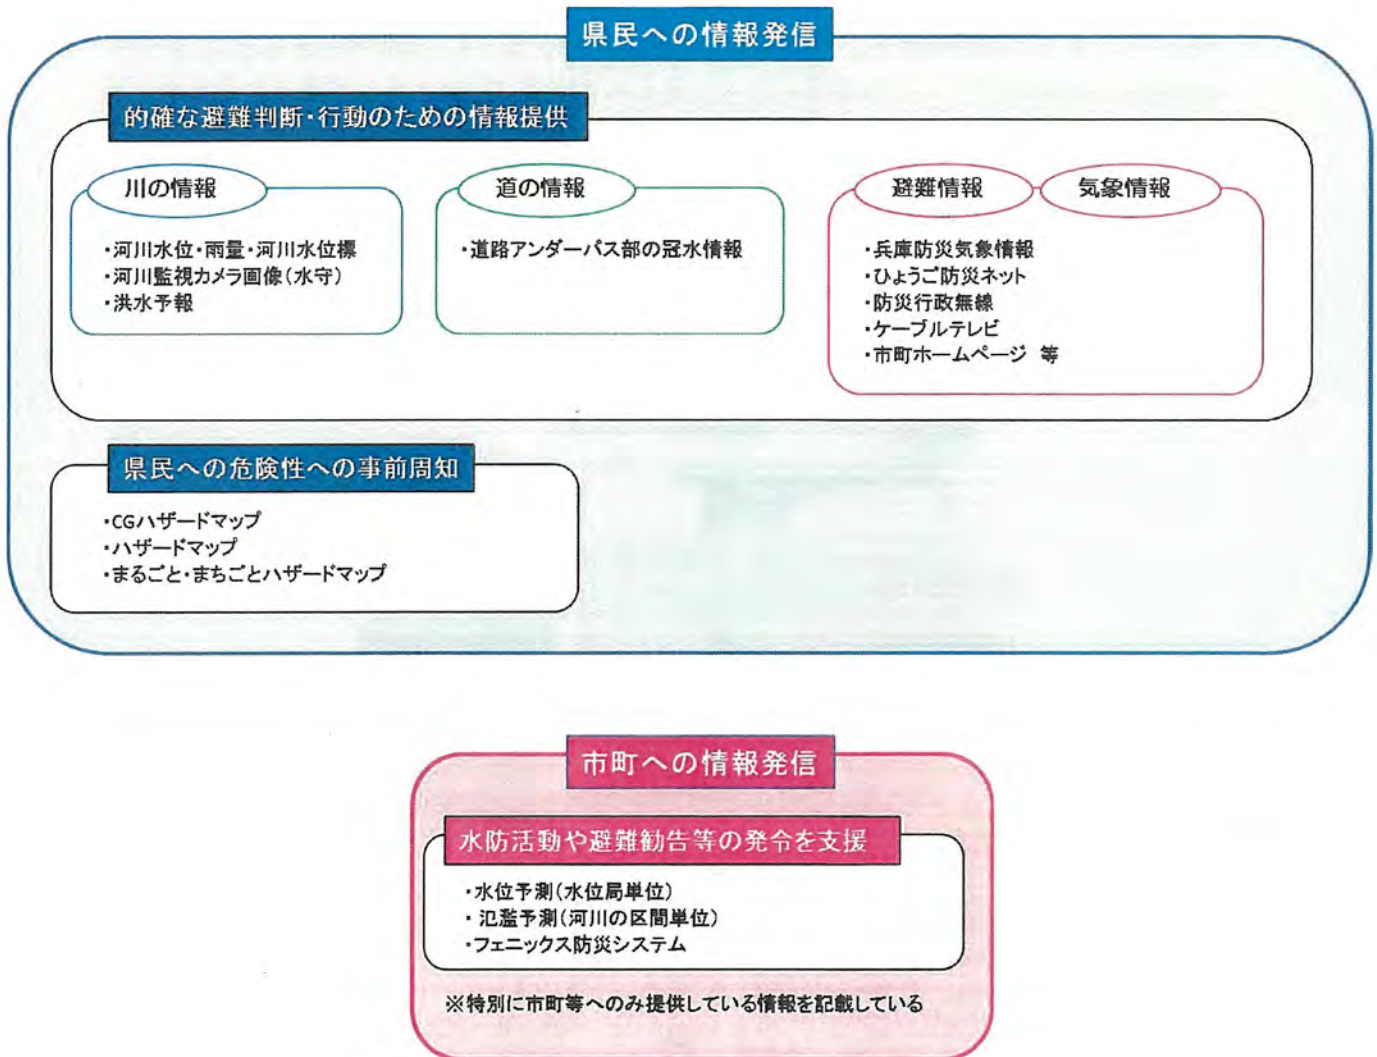 県民への情報発信
的確な避難判断・行動のための情報提供
川の情報
・河川水位・雨量・河川水位標
・河川監視カメラ画像(水守)
・洪水予報
道の情報
・道路アンダーパス部の冠水情報
避難情報
気象情報
・兵庫防災気象情報
・ひょうご防災ネット
・防災行政無線
・ケーブルテレビ
・市町ホームページ 等
県民への危険性への事前周知
・CGハザードマップ
・ハザードマップ
・まるごと・まちごとハザードマップ
市町への情報発信
水防活動や避難勧告等の発令を支援
・水位予測(水位局単位)
・氾濫予測(河川の区間単位)
・フェニックス防災システム
※特別に市町等へのみ提供している情報を記載している